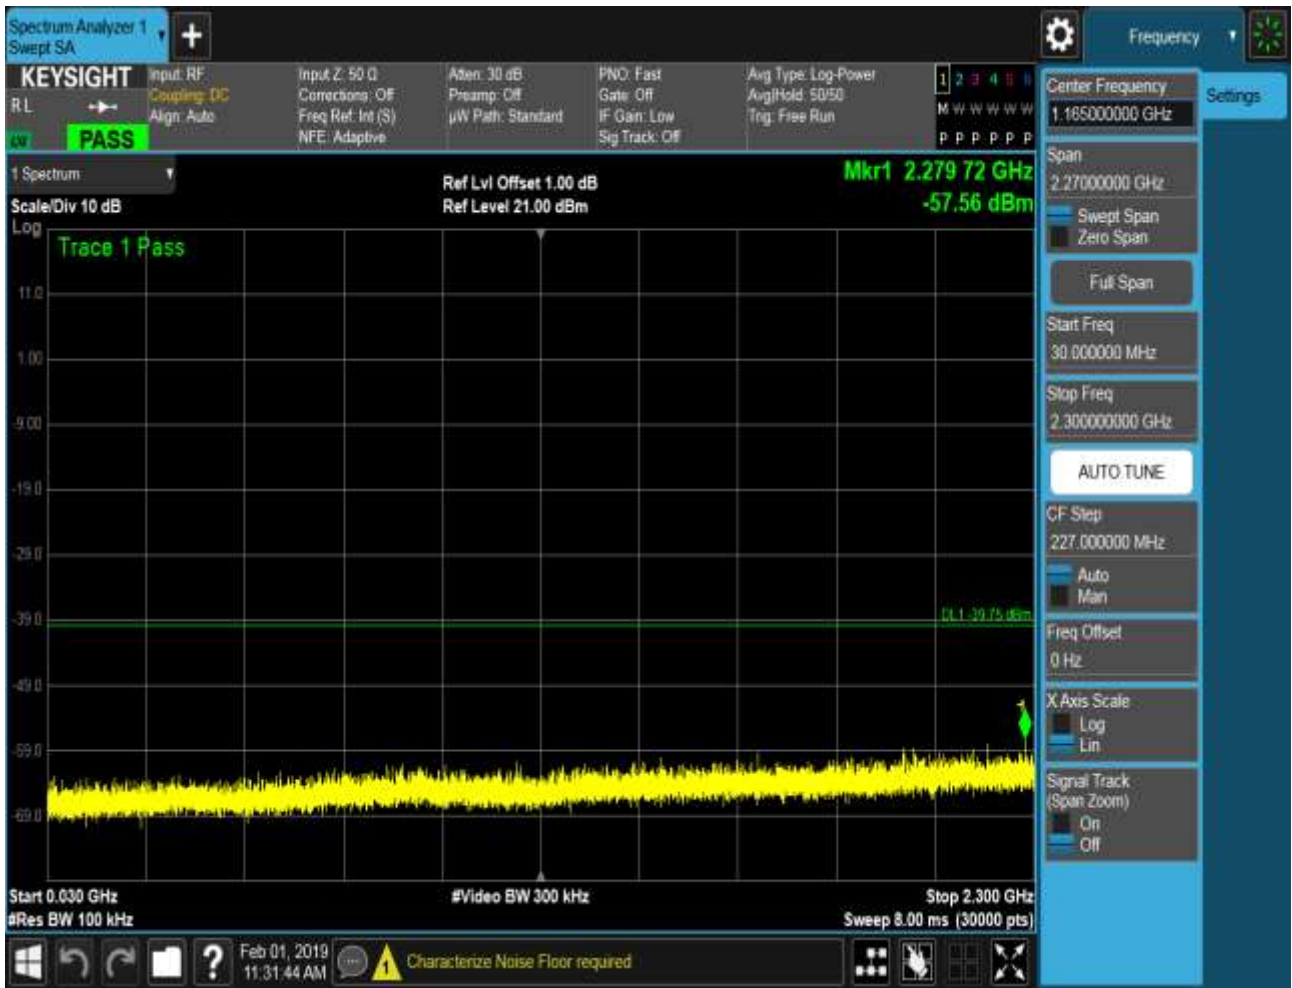 Spectrum Analyzer 1
Swept SA
Frequency
KEYSIGHT
R L
PASS
Input: RF
Coupling: DC
Align: Auto
Input Z: 50 Ω
Corrections: Off
Freq Ref: Int (S)
NFE: Adaptive
Atten: 30 dB
Preamp: Off
µW Path: Standard
PNO: Fast
Gate: Off
IF Gain: Low
Sig Track: Off
Avg Type: Log-Power
Avg|Hold: 50/50
Trig: Free Run
1 2 3 4 5 6
M W W W W W
P P P P P P
1 Spectrum
Scale/Div 10 dB
Log
Ref Lvl Offset 1.00 dB
Ref Level 21.00 dBm
Mkr1 2.279 72 GHz
-57.56 dBm
Trace 1 Pass
11.0
1.00
-9.00
-19.0
-29.0
-39.0
DL1 -39.75 dBm
-49.0
1
-59.0
-69.0
Start 0.030 GHz
#Res BW 100 kHz
#Video BW 300 kHz
Stop 2.300 GHz
Sweep 8.00 ms (30000 pts)
Center Frequency
1.165000000 GHz
Settings
Span
2.27000000 GHz
Swept Span
Zero Span
Full Span
Start Freq
30.000000 MHz
Stop Freq
2.300000000 GHz
AUTO TUNE
CF Step
227.000000 MHz
Auto
Man
Freq Offset
0 Hz
X Axis Scale
Log
Lin
Signal Track
(Span Zoom)
On
Off
?
Feb 01, 2019
11:31:44 AM
1
Characterize Noise Floor required